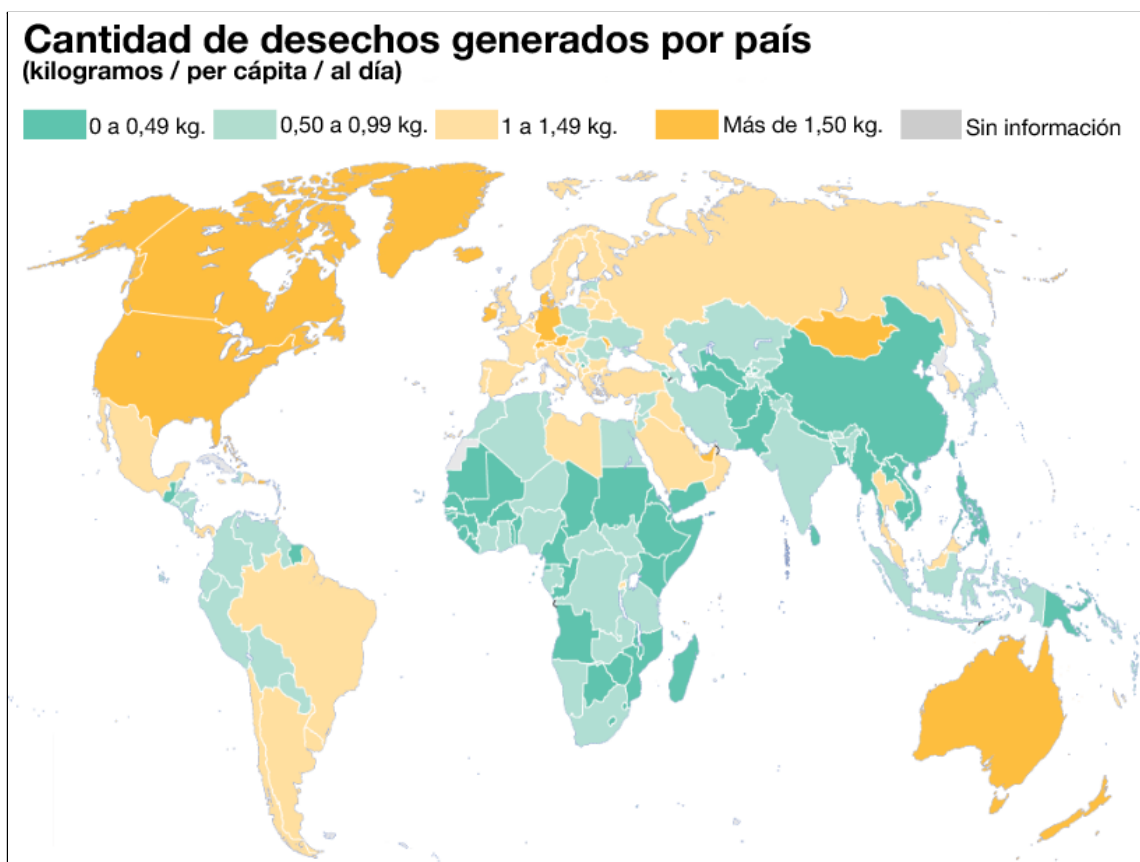 Cantidad de desechos generados por país
(kilogramos / per cápita / al día)
0 a 0,49 kg. 0,50 a 0,99 kg. 1 a 1,49 kg. Más de 1,50 kg. Sin información